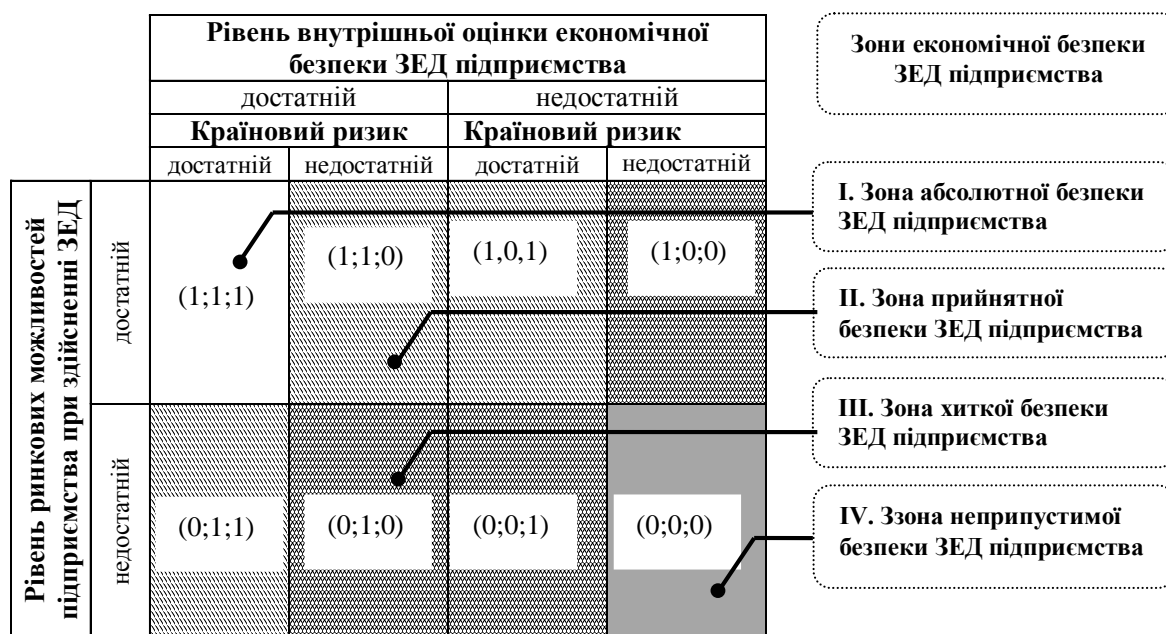 Рівень внутрішньої оцінки економічної
безпеки ЗЕД підприємства
достатній
недостатній
Країновий ризик
Країновий ризик
достатній
недостатній
достатній
недостатній
Рівень ринкових можливостей
підприємства при здійсненні ЗЕД
достатній
(1;1;1)
(1;1;0)
(1,0,1)
(1;0;0)
недостатній
(0;1;1)
(0;1;0)
(0;0;1)
(0;0;0)
Зони економічної безпеки
ЗЕД підприємства
I. Зона абсолютної безпеки
ЗЕД підприємства
II. Зона прийнятної
безпеки ЗЕД підприємства
III. Зона хиткої безпеки
ЗЕД підприємства
IV. Ззона неприпустимої
безпеки ЗЕД підприємства